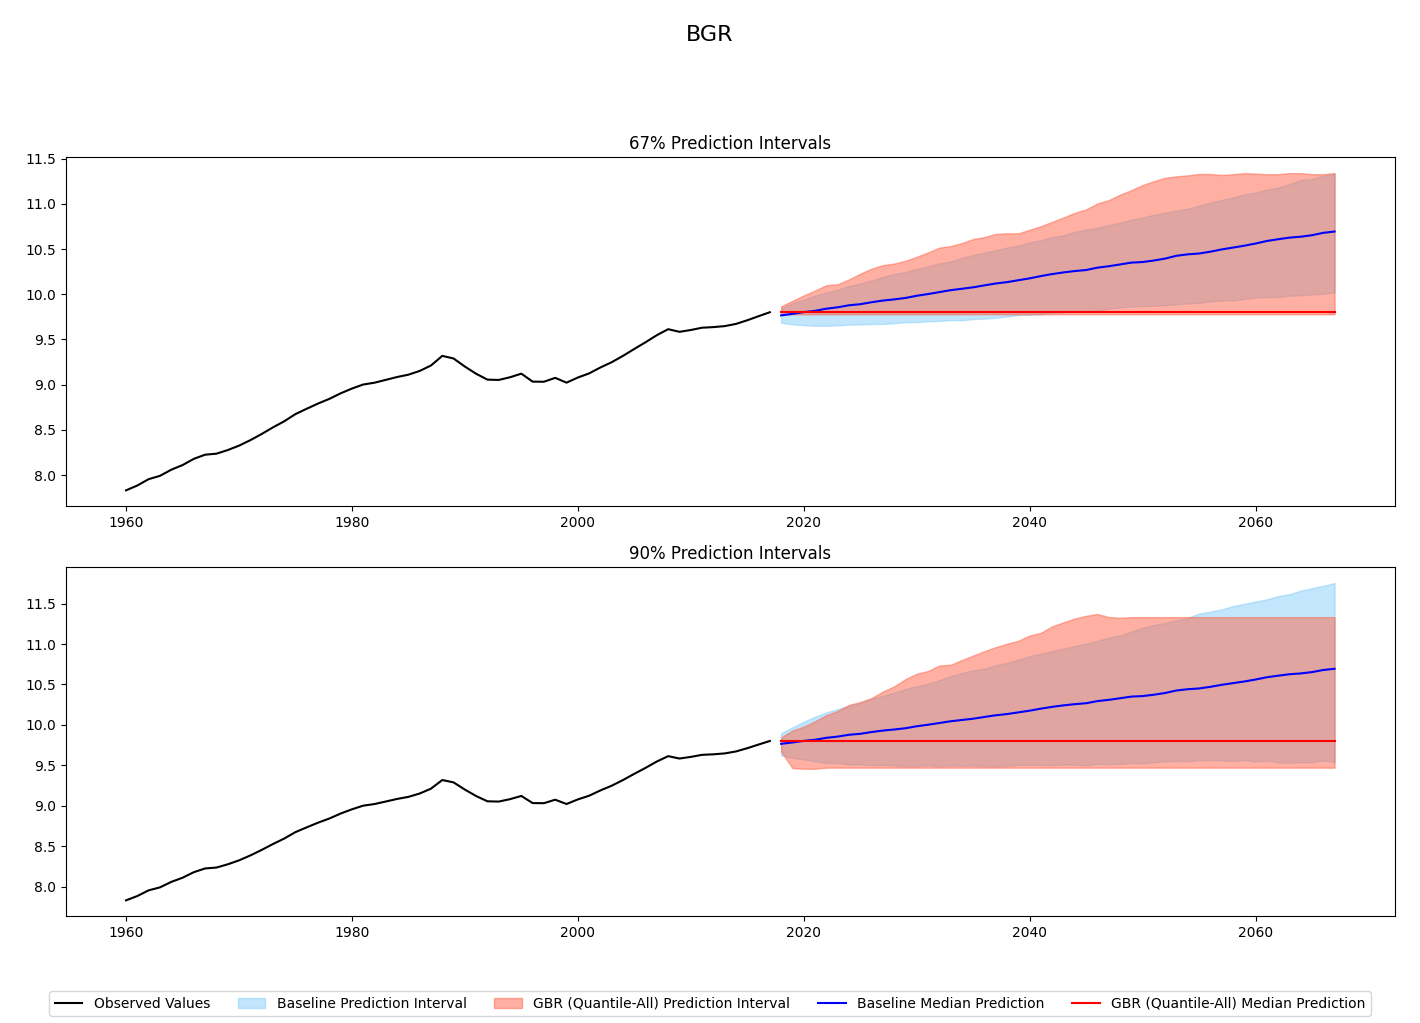 BGR
67% Prediction Intervals
11.5
11.0
10.5
10.0
9.5
9.0
8.5
8.0
1960 1980 2000 2020 2040 2060
90% Prediction Intervals
11.5
11.0
10.5
10.0
9.5
9.0
8.5
8.0
1960 1980 2000 2020 2040 2060
Observed Values Baseline Prediction Interval GBR (Quantile-All) Prediction Interval Baseline Median Prediction GBR (Quantile-All) Median Prediction